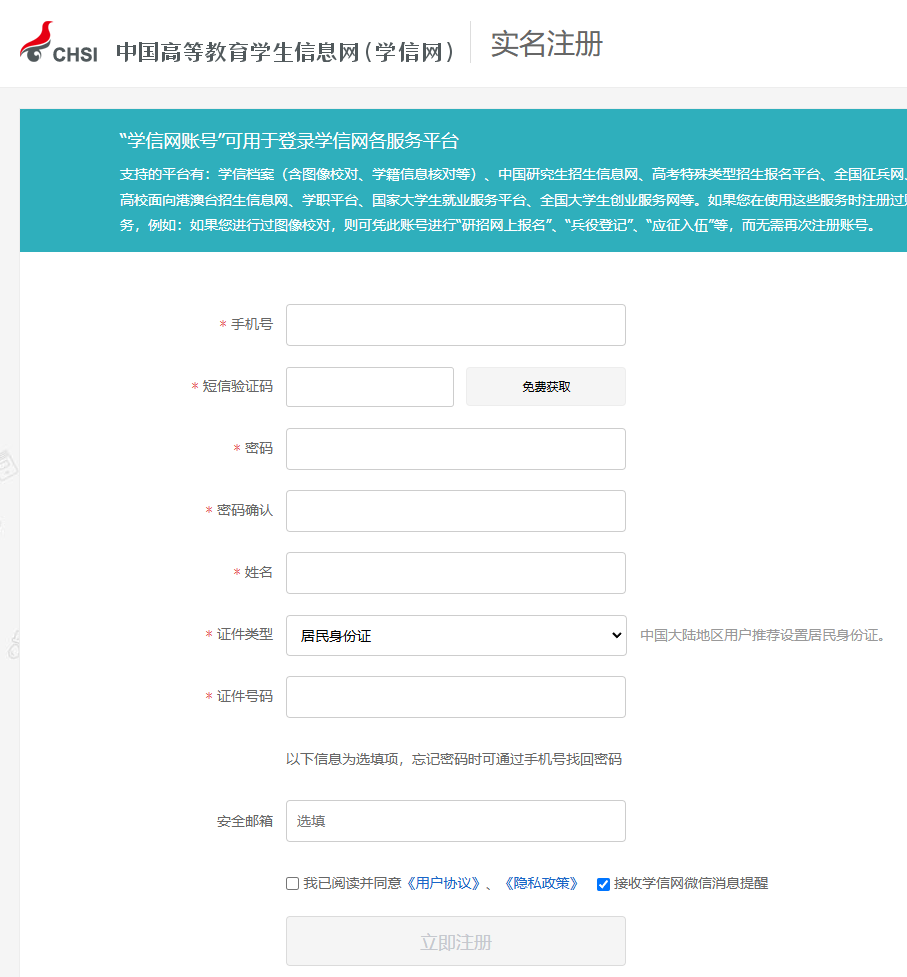 CHSI 中国高等教育学生信息网(学信网) 实名注册
“学信网账号”可用于登录学信网各服务平台
支持的平台有：学信档案（含图像校对、学籍信息核对等）、中国研究生招生信息网、高考特殊类型招生报名平台、全国征兵网、
高校面向港澳台招生信息网、学职平台、国家大学生就业服务平台、全国大学生创业服务网等。如果您在使用这些服务时注册过
务，例如：如果您进行过图像校对，则可凭此账号进行“研招网上报名”、“兵役登记”、“应征入伍”等，而无需再次注册账号。
* 手机号
* 短信验证码 免费获取
* 密码
* 密码确认
* 姓名
* 证件类型 居民身份证 中国大陆地区用户推荐设置居民身份证。
* 证件号码
以下信息为选填项，忘记密码时可通过手机号找回密码
安全邮箱 选填
我已阅读并同意《用户协议》、《隐私政策》 接收学信网微信消息提醒
立即注册